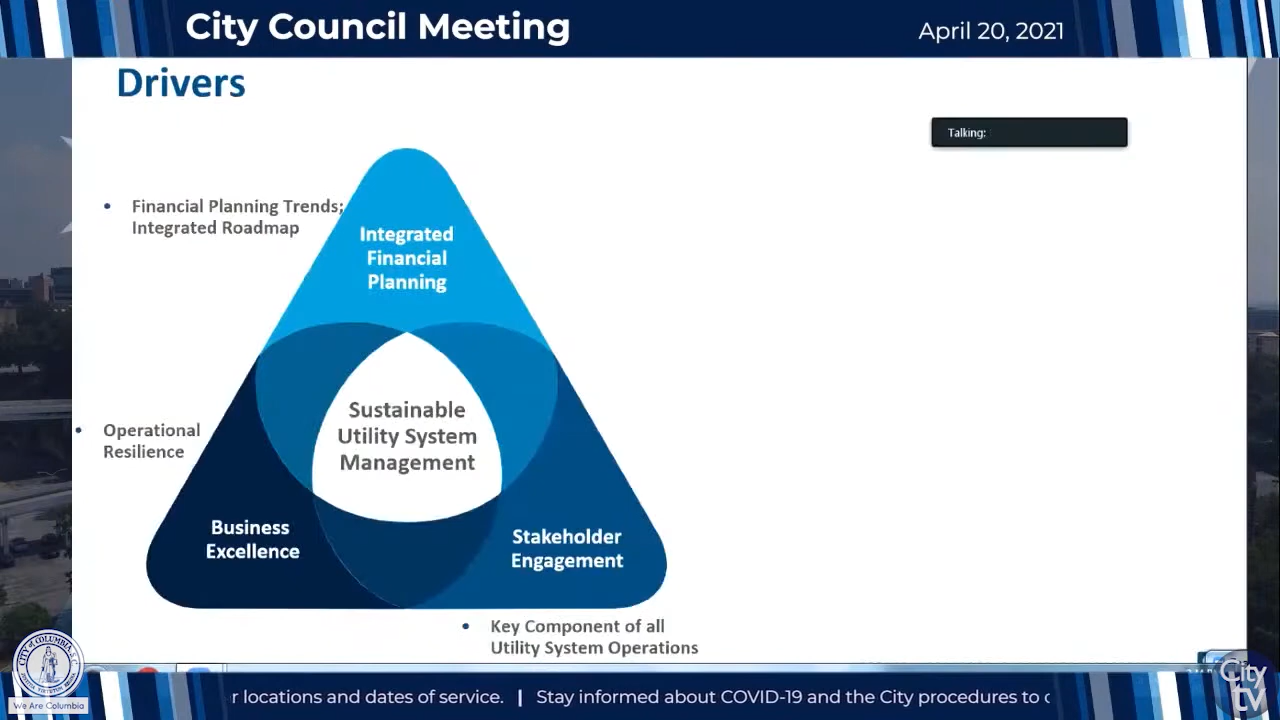 City Council Meeting
April 20, 2021
Drivers
Talking:
Financial Planning Trends;
Integrated Roadmap
Integrated
Financial
Planning
Sustainable
Utility System
Management
Operational
Resilience
Business
Excellence
Stakeholder
Engagement
Key Component of all
Utility System Operations
We Are Columbia
r locations and dates of service. | Stay informed about COVID-19 and the City procedures to c
City
tv